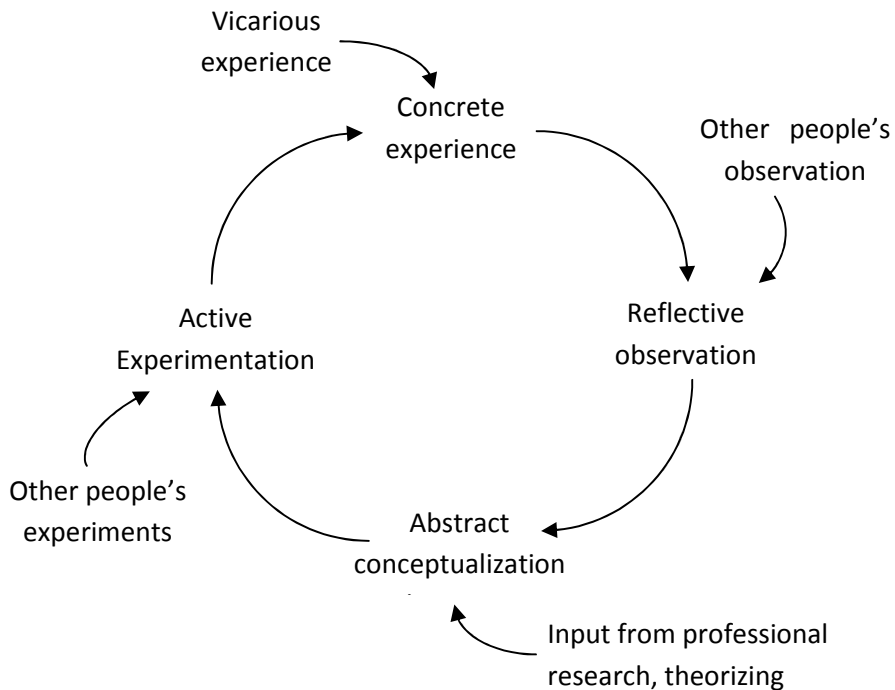 Vicarious
experience
Concrete
experience
Other people’s
observation
Reflective
observation
Active
Experimentation
Other people’s
experiments
Abstract
conceptualization
Input from professional
research, theorizing